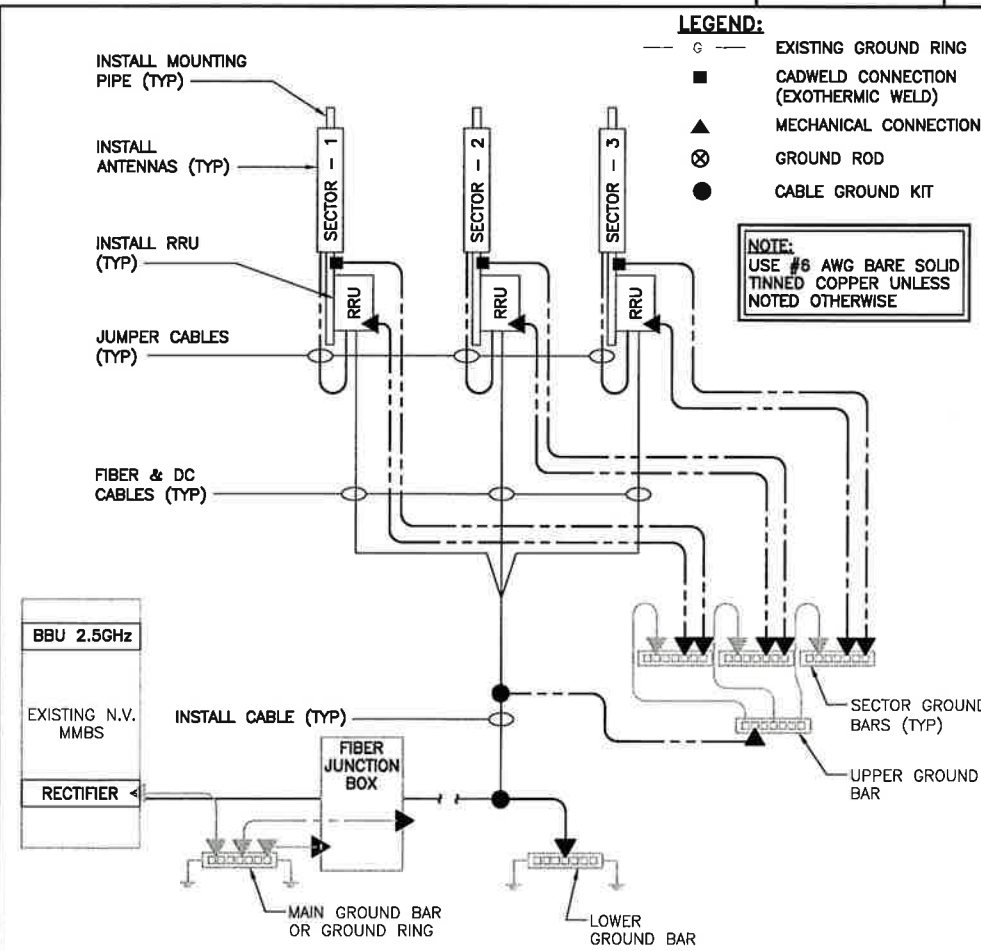 LEGEND:
G EXISTING GROUND RING
CADWELD CONNECTION
(EXOTHERMIC WELD)
MECHANICAL CONNECTION
GROUND ROD
CABLE GROUND KIT
NOTE:
USE #6 AWG BARE SOLID
TINNED COPPER UNLESS
NOTED OTHERWISE
INSTALL MOUNTING
PIPE (TYP)
INSTALL
ANTENNAS (TYP)
INSTALL RRU
(TYP)
JUMPER CABLES
(TYP)
FIBER & DC
CABLES (TYP)
SECTOR - 1
SECTOR - 2
SECTOR - 3
RRU
RRU
RRU
BBU 2.5GHz
EXISTING N.V.
MMBS
RECTIFIER
INSTALL CABLE (TYP)
FIBER
JUNCTION
BOX
SECTOR GROUND
BARS (TYP)
UPPER GROUND
BAR
MAIN GROUND BAR
OR GROUND RING
LOWER
GROUND BAR